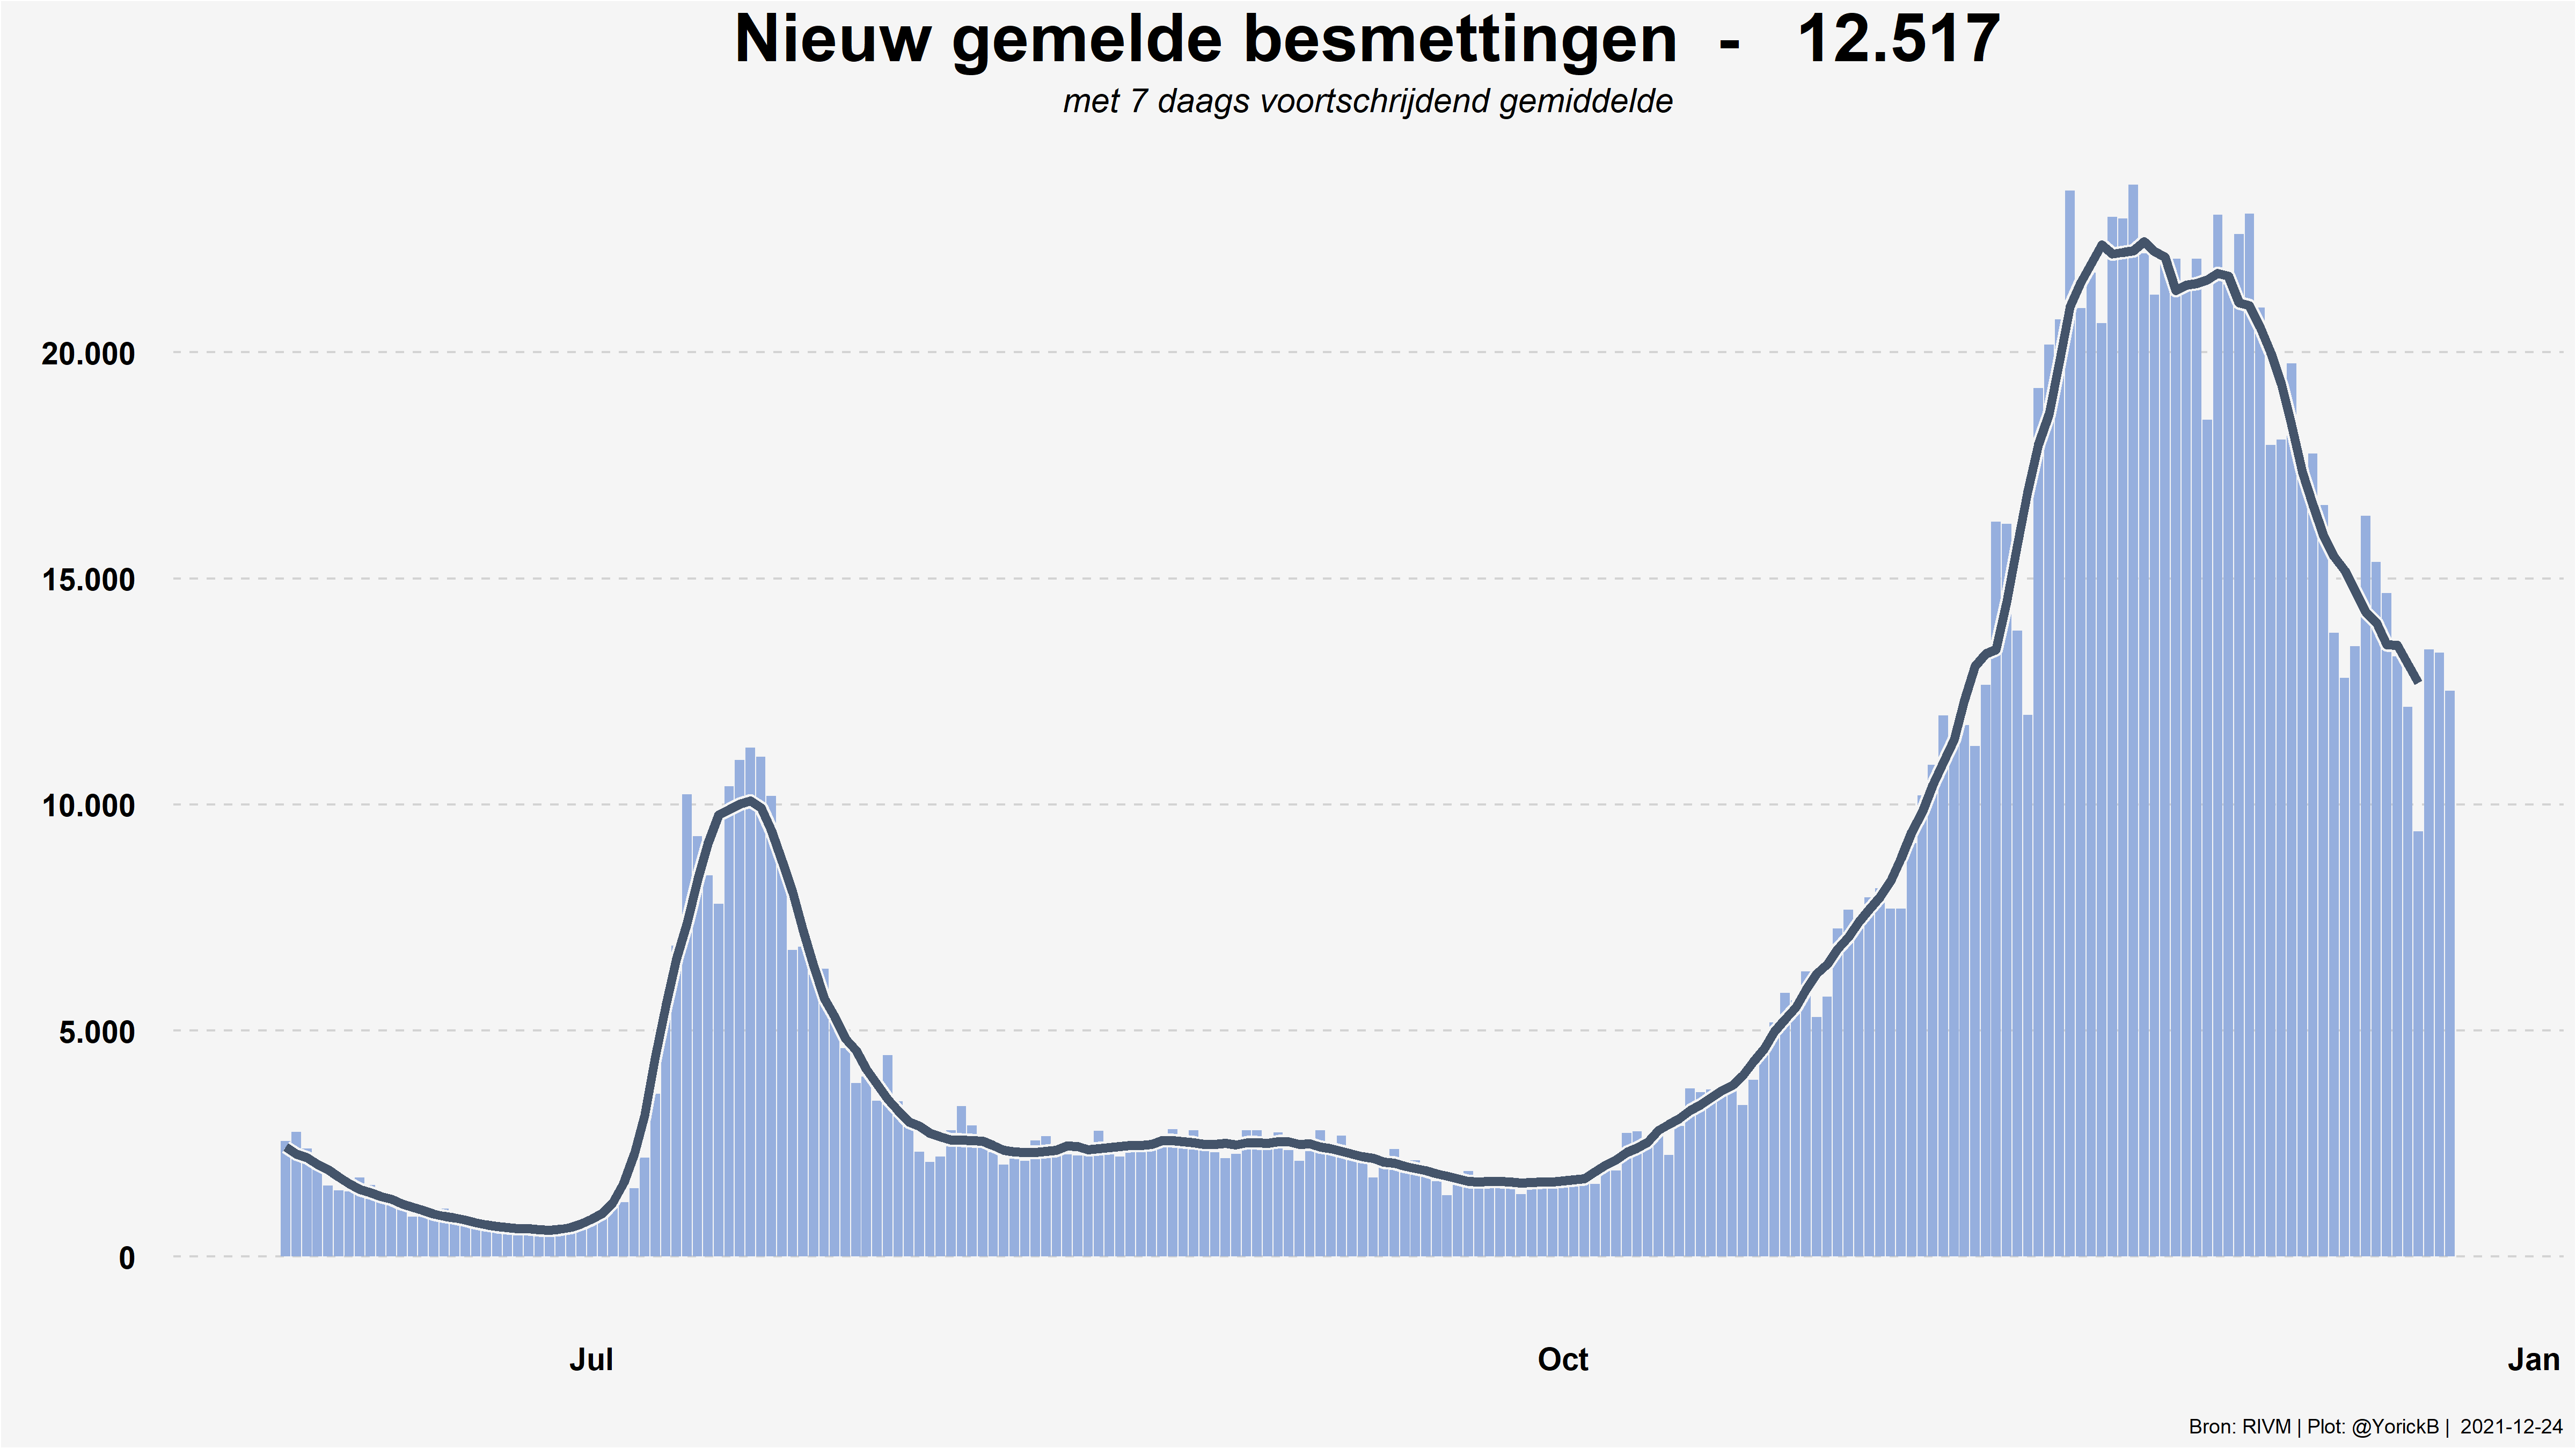 Nieuw gemelde besmettingen - 12.517
met 7 daags voortschrijdend gemiddelde
20.000
15.000
10.000
5.000
0
Jul Oct Jan
Bron: RIVM | Plot: @YorickB | 2021-12-24